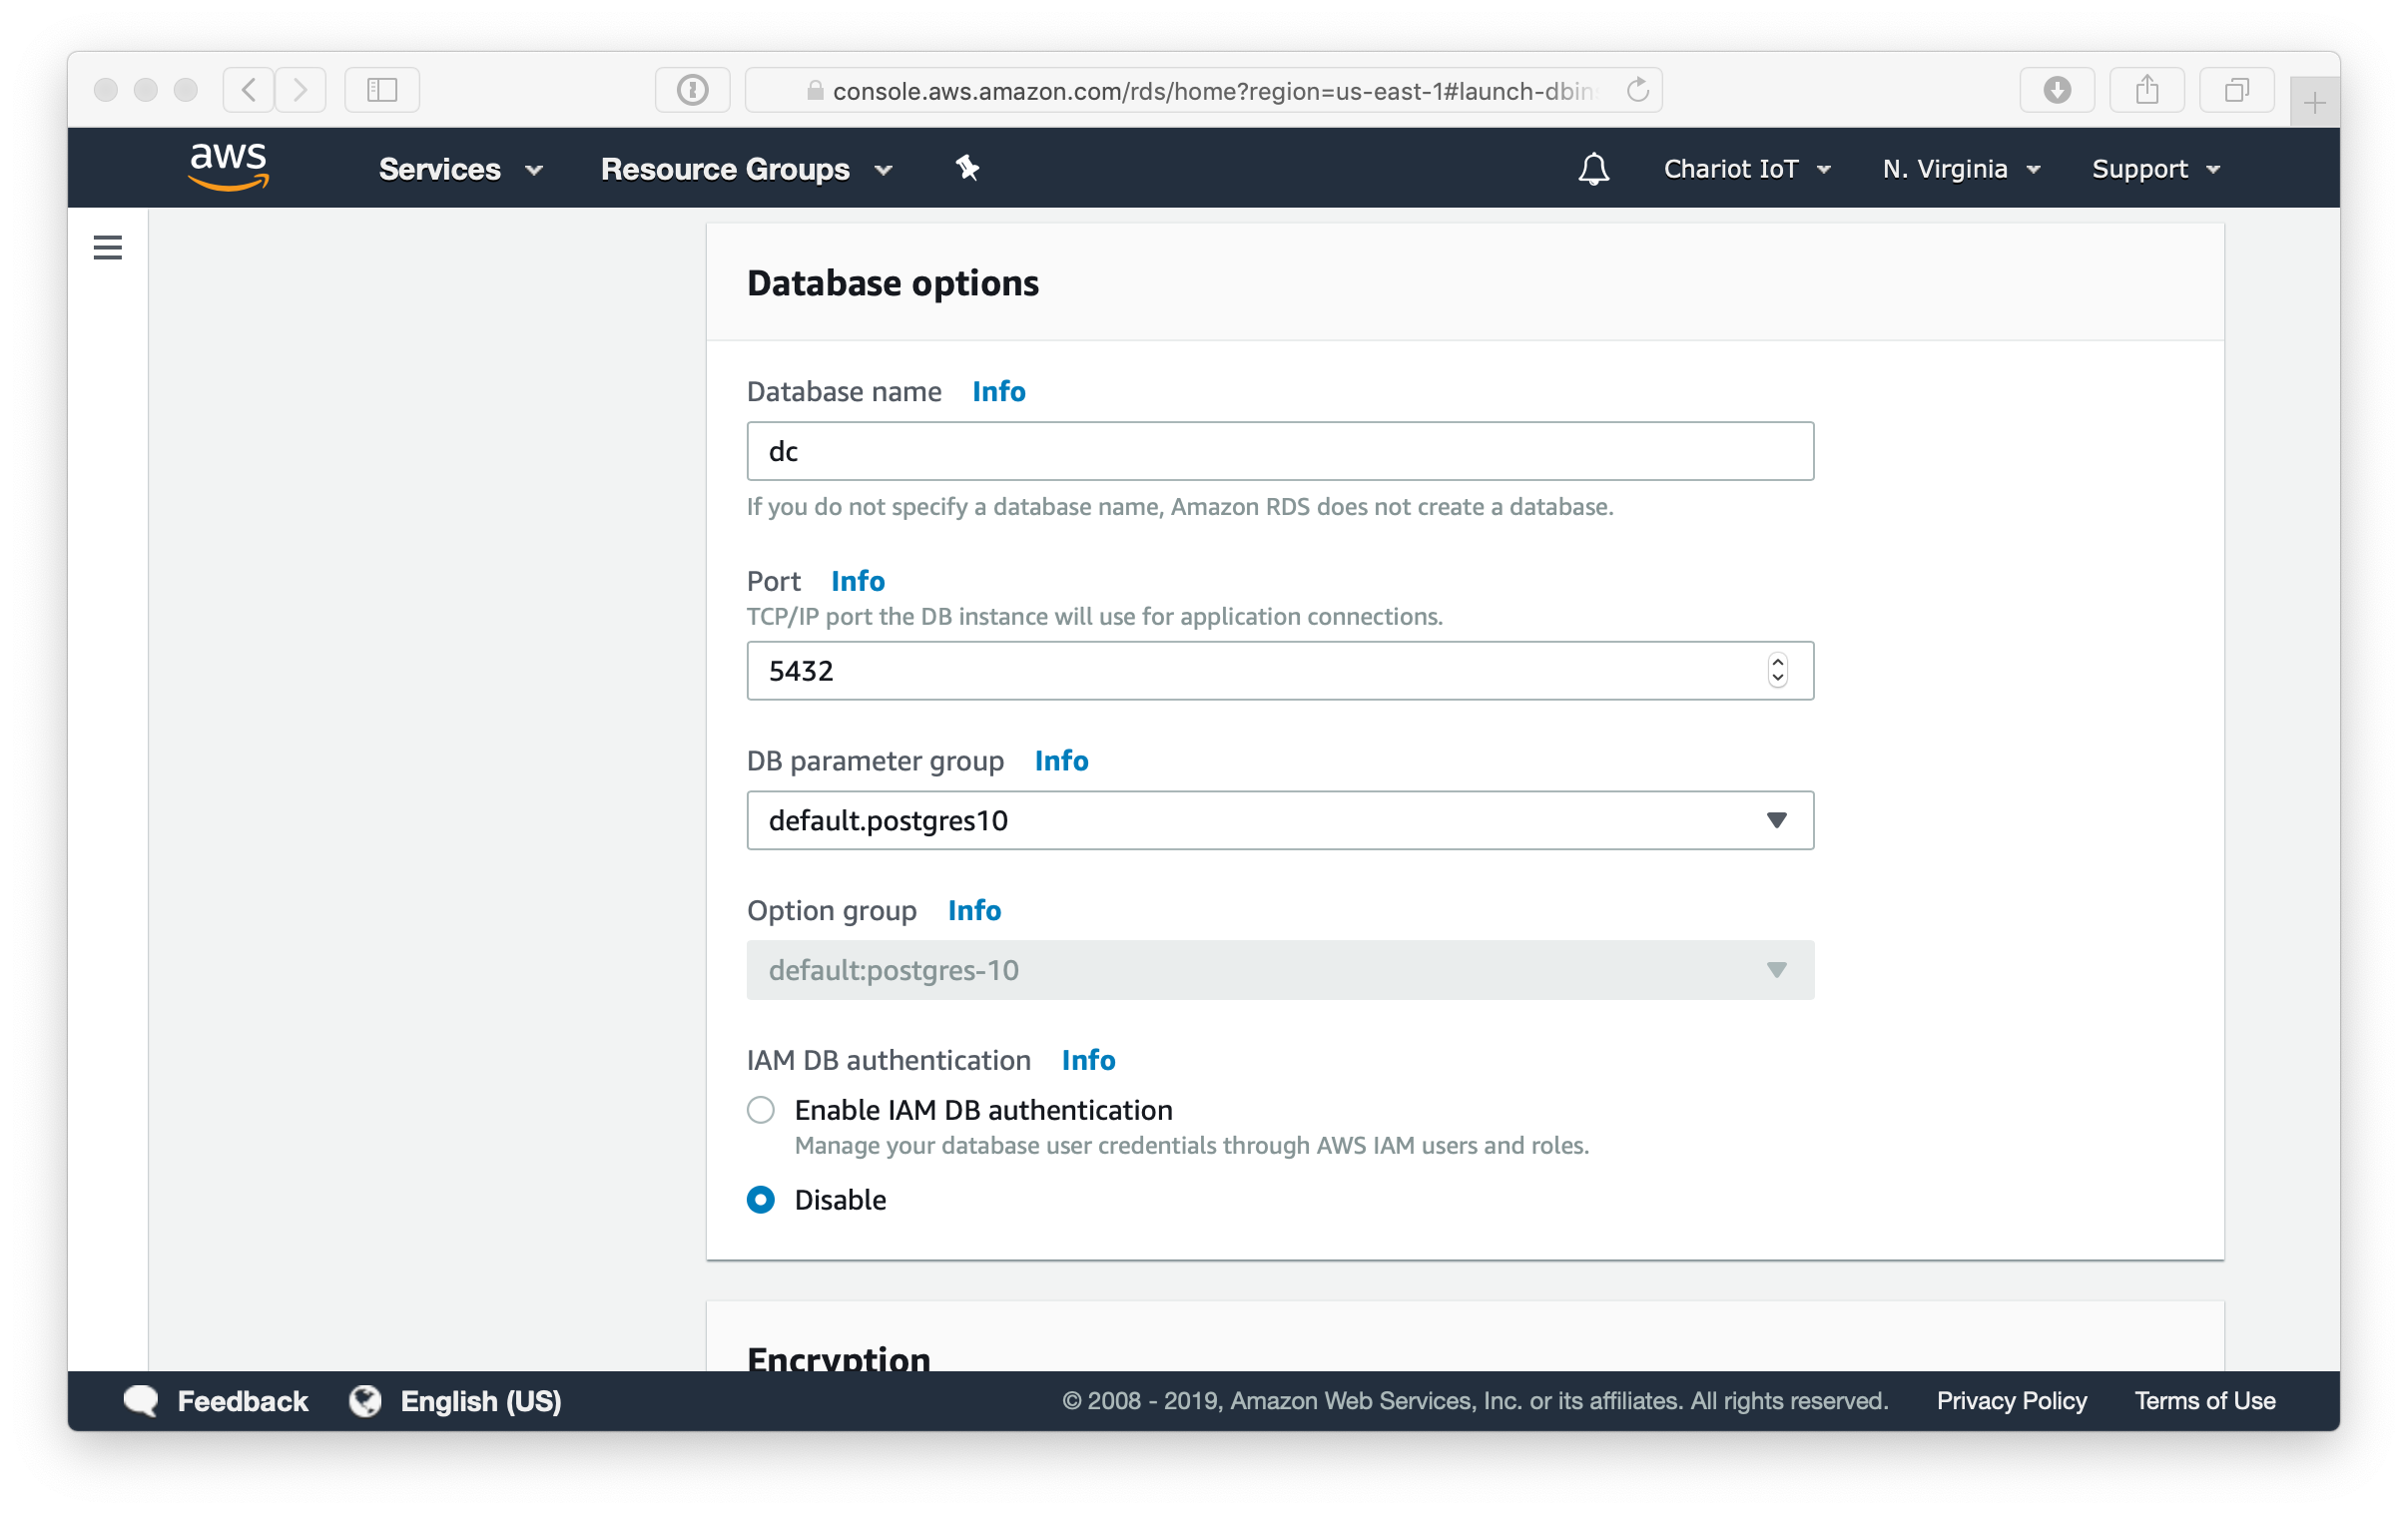 console.aws.amazon.com/rds/home?region=us-east-1#launch-dbin
aws Services Resource Groups Chariot IoT N. Virginia Support
Database options
Database name Info
dc
If you do not specify a database name, Amazon RDS does not create a database.
Port Info
TCP/IP port the DB instance will use for application connections.
5432
DB parameter group Info
default.postgres10
Option group Info
default:postgres-10
IAM DB authentication Info
Enable IAM DB authentication
Manage your database user credentials through AWS IAM users and roles.
Disable
Encryption
Feedback English (US) © 2008 - 2019, Amazon Web Services, Inc. or its affiliates. All rights reserved. Privacy Policy Terms of Use